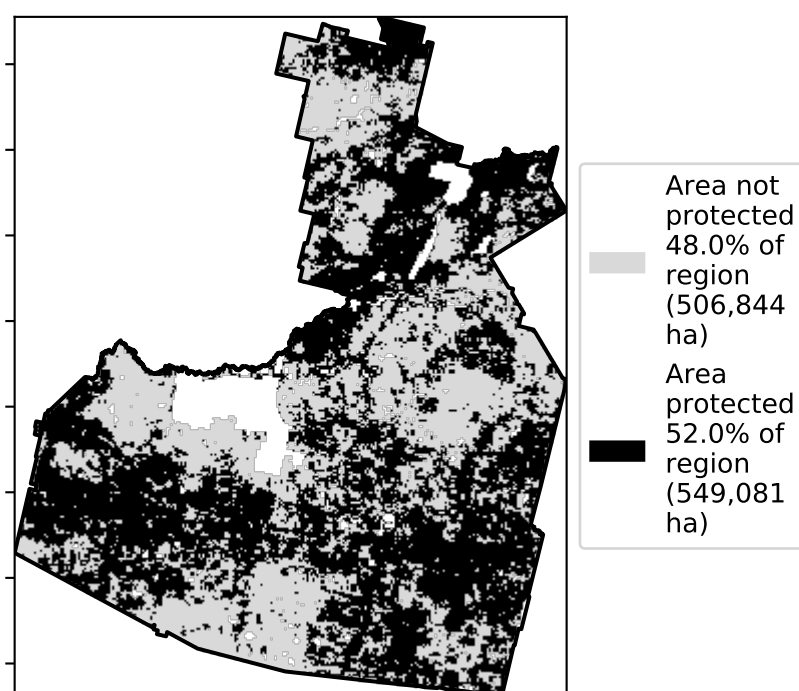 Area not
protected
48.0% of
region
(506,844
ha)
Area
protected
52.0% of
region
(549,081
ha)